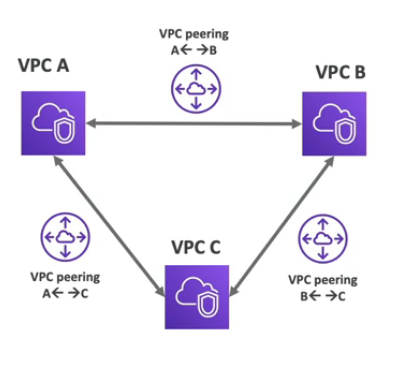 VPC peering
A← →B
VPC A
VPC B
VPC C
VPC peering
A← →C
VPC peering
B← →C